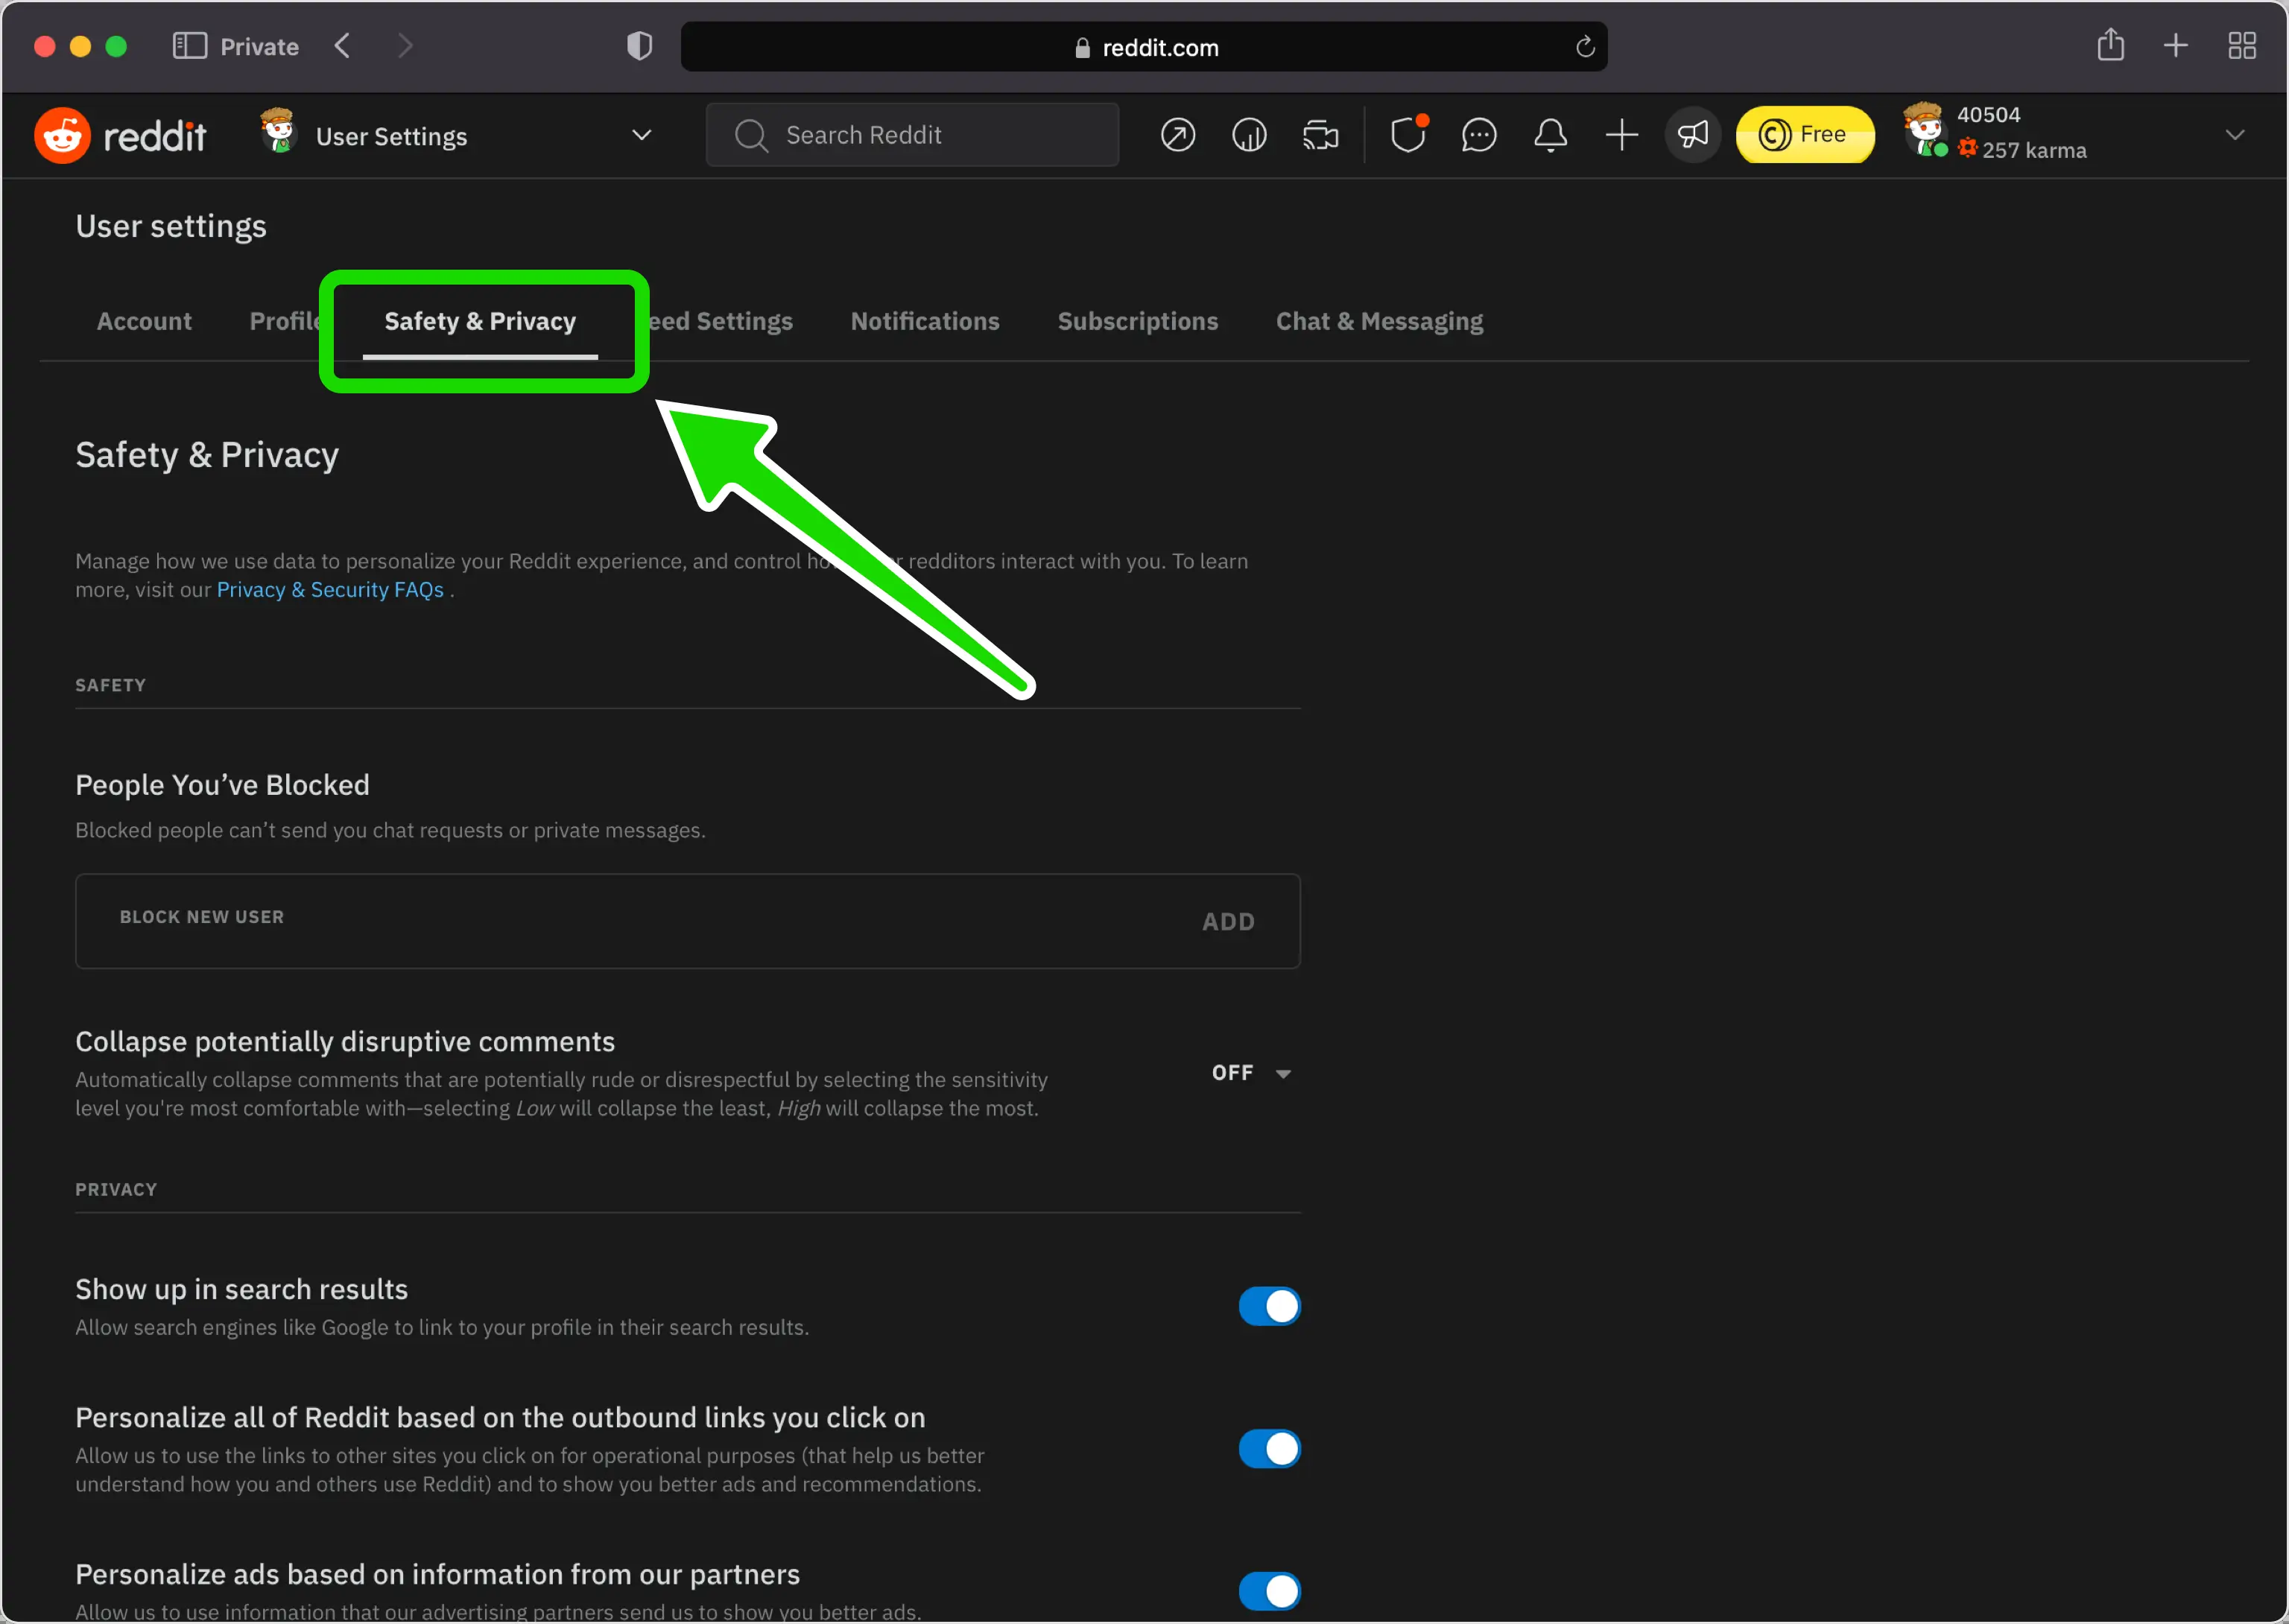 Private
reddit.com
reddit
User Settings
Search Reddit
Free
40504
257 karma
User settings
Account
Profile
Safety & Privacy
eed Settings
Notifications
Subscriptions
Chat & Messaging
Safety & Privacy
Manage how we use data to personalize your Reddit experience, and control ho r redditors interact with you. To learn
more, visit our Privacy & Security FAQs .
SAFETY
People You’ve Blocked
Blocked people can’t send you chat requests or private messages.
BLOCK NEW USER
ADD
Collapse potentially disruptive comments
Automatically collapse comments that are potentially rude or disrespectful by selecting the sensitivity
level you're most comfortable with—selecting Low will collapse the least, High will collapse the most.
OFF
PRIVACY
Show up in search results
Allow search engines like Google to link to your profile in their search results.
Personalize all of Reddit based on the outbound links you click on
Allow us to use the links to other sites you click on for operational purposes (that help us better
understand how you and others use Reddit) and to show you better ads and recommendations.
Personalize ads based on information from our partners
Allow us to use information that our advertising partners send us to show you better ads.